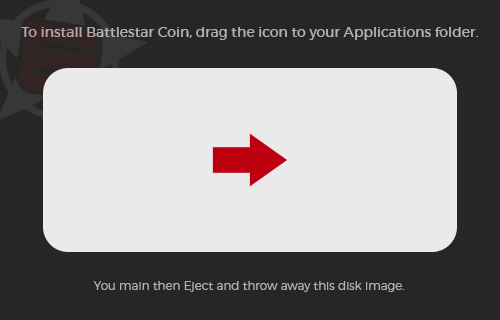 To install Battlestar Coin, drag the icon to your Applications folder.
You main then Eject and throw away this disk image.